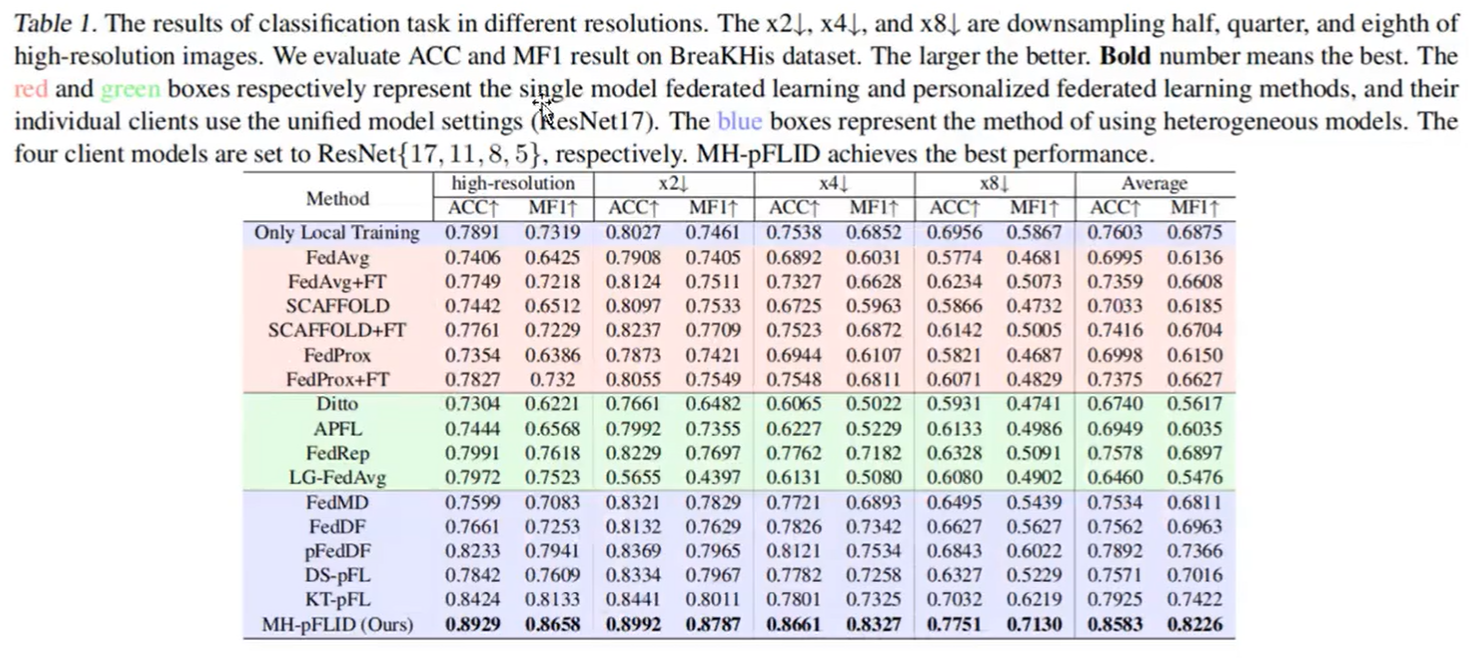 Table 1. The results of classification task in different resolutions. The x2↓, x4↓, and x8↓ are downsampling half, quarter, and eighth of
high-resolution images. We evaluate ACC and MF1 result on BreaKHis dataset. The larger the better. Bold number means the best. The
red and green boxes respectively represent the single model federated learning and personalized federated learning methods, and their
individual clients use the unified model settings (ResNet17). The blue boxes represent the method of using heterogeneous models. The
four client models are set to ResNet{17, 11, 8, 5}, respectively. MH-pFLID achieves the best performance.
Method high-resolution x2↓ x4↓ x8↓ Average
ACC↑ MF1↑ ACC↑ MF1↑ ACC↑ MF1↑ ACC↑ MF1↑ ACC↑ MF1↑
Only Local Training 0.7891 0.7319 0.8027 0.7461 0.7538 0.6852 0.6956 0.5867 0.7603 0.6875
FedAvg 0.7406 0.6425 0.7908 0.7405 0.6892 0.6031 0.5774 0.4681 0.6995 0.6136
FedAvg+FT 0.7749 0.7218 0.8124 0.7511 0.7327 0.6628 0.6234 0.5073 0.7359 0.6608
SCAFFOLD 0.7442 0.6512 0.8097 0.7533 0.6725 0.5963 0.5866 0.4732 0.7033 0.6185
SCAFFOLD+FT 0.7761 0.7229 0.8237 0.7709 0.7523 0.6872 0.6142 0.5005 0.7416 0.6704
FedProx 0.7354 0.6386 0.7873 0.7421 0.6944 0.6107 0.5821 0.4687 0.6998 0.6150
FedProx+FT 0.7827 0.732 0.8055 0.7549 0.7548 0.6811 0.6071 0.4829 0.7375 0.6627
Ditto 0.7304 0.6221 0.7661 0.6482 0.6065 0.5022 0.5931 0.4741 0.6740 0.5617
APFL 0.7444 0.6568 0.7992 0.7355 0.6227 0.5229 0.6133 0.4986 0.6949 0.6035
FedRep 0.7991 0.7618 0.8229 0.7697 0.7762 0.7182 0.6328 0.5091 0.7578 0.6897
LG-FedAvg 0.7972 0.7523 0.5655 0.4397 0.6131 0.5080 0.6080 0.4902 0.6460 0.5476
FedMD 0.7599 0.7083 0.8321 0.7829 0.7721 0.6893 0.6495 0.5439 0.7534 0.6811
FedDF 0.7661 0.7253 0.8132 0.7629 0.7826 0.7342 0.6627 0.5627 0.7562 0.6963
pFedDF 0.8233 0.7941 0.8369 0.7965 0.8121 0.7534 0.6843 0.6022 0.7892 0.7366
DS-pFL 0.7842 0.7609 0.8334 0.7967 0.7782 0.7258 0.6327 0.5229 0.7571 0.7016
KT-pFL 0.8424 0.8133 0.8441 0.8011 0.7801 0.7325 0.7032 0.6219 0.7925 0.7422
MH-pFLID (Ours) 0.8929 0.8658 0.8992 0.8787 0.8661 0.8327 0.7751 0.7130 0.8583 0.8226